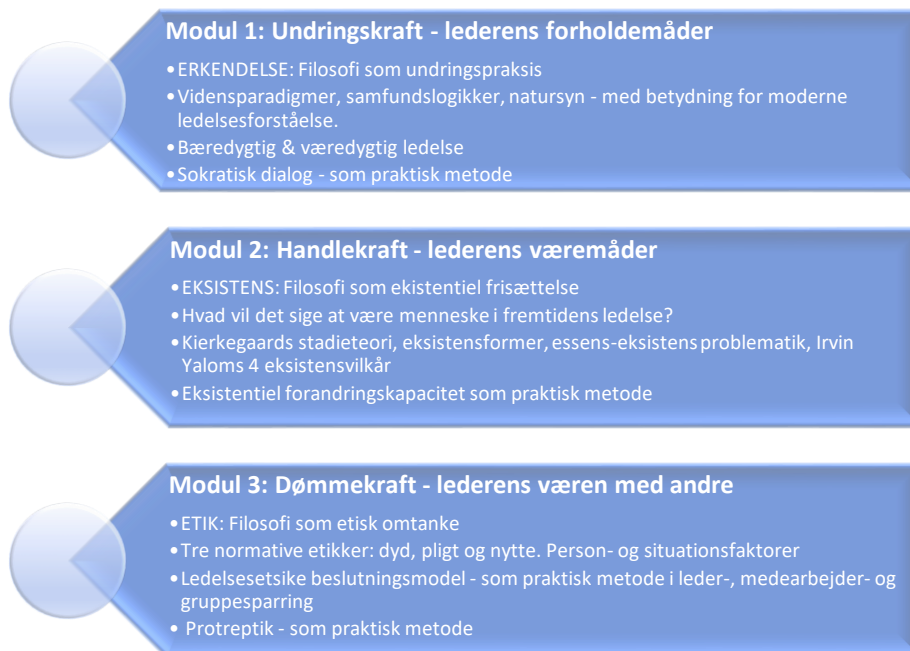 Modul 1: Undringskraft - lederens forholdemåder
•ERKENDELSE: Filosofi som undringspraksis
•Vidensparadigmer, samfundslogikker, natursyn - med betydning for moderne
ledelsesforståelse.
•Bæredygtig & væredygtig ledelse
•Sokratisk dialog - som praktisk metode
Modul 2: Handlekraft - lederens væremåder
•EKSISTENS: Filosofi som ekistentiel frisættelse
•Hvad vil det sige at være menneske i fremtidens ledelse?
•Kierkegaards stadieteori, eksistensformer, essens-eksistens problematik, Irvin
Yaloms 4 eksistensvilkår
•Eksistentiel forandringskapacitet som praktisk metode
Modul 3: Dømmekraft - lederens væren med andre
•ETIK: Filosofi som etisk omtanke
•Tre normative etikker: dyd, pligt og nytte. Person- og situationsfaktorer
•Ledelsesetsike beslutningsmodel - som praktisk metode i leder-, medearbejder- og
gruppesparring
• Protreptik - som praktisk metode